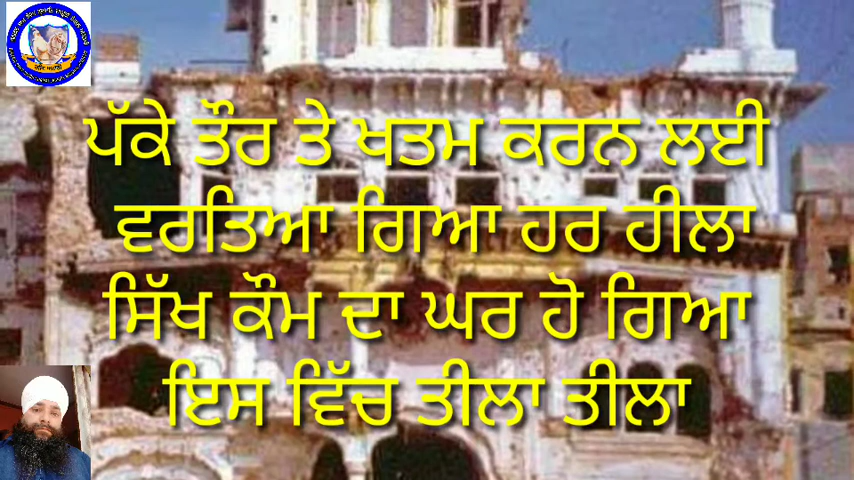 ਪੱਕੇ ਤੌਰ ਤੇ ਖਤਮ ਕਰਨ ਲਈ
ਵਰਤਿਆ ਗਿਆ ਹਰ ਹੀਲਾ
ਸਿੱਖ ਕੌਮ ਦਾ ਘਰ ਹੋ ਗਿਆ
ਇਸ ਵਿੱਚ ਤੀਲਾ ਤੀਲਾ